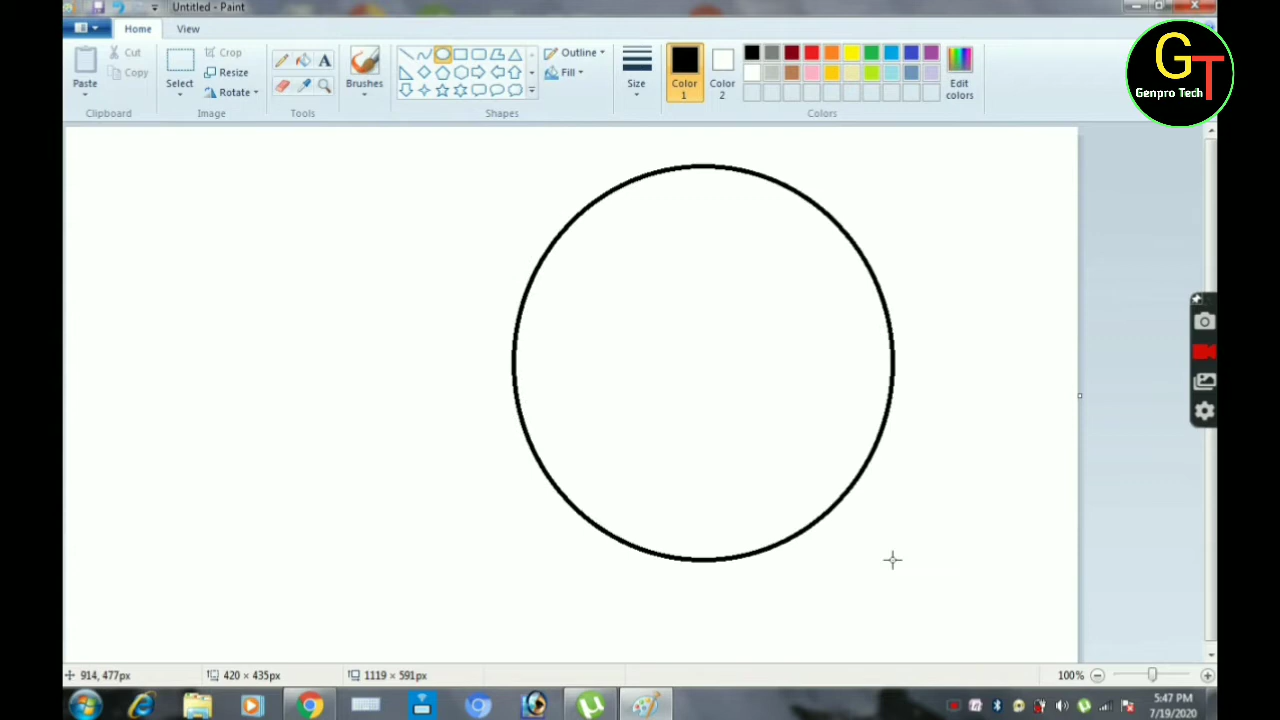 Untitled - Paint
Home
View
Paste
Cut
Copy
Clipboard
Select
Crop
Resize
Rotate
Image
A
Tools
Brushes
Outline
Fill
Shapes
Size
Color
1
Color
2
Edit
colors
Colors
GT
Genpro Tech
914, 477px
420 × 435px
1119 × 591px
100%
5:47 PM
7/19/2020